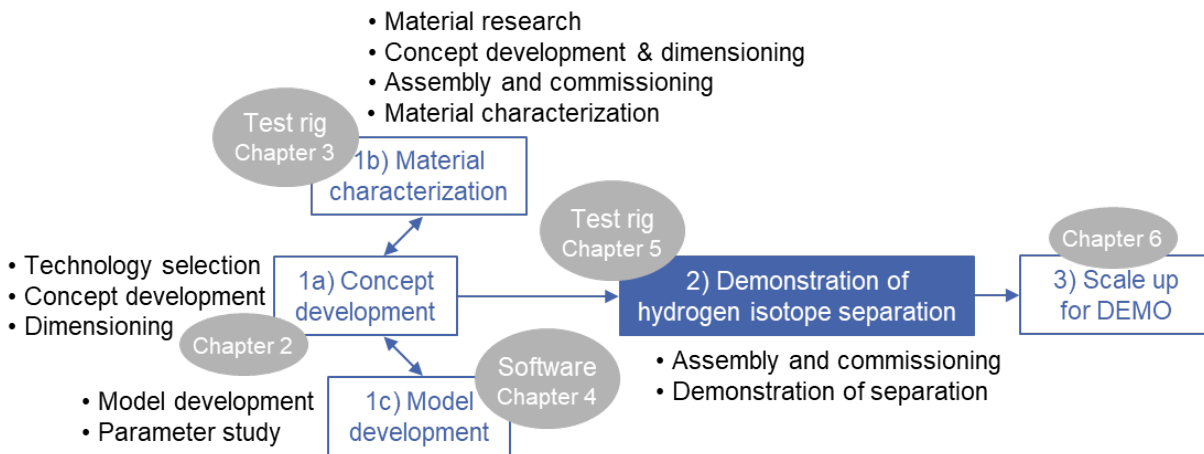 • Material research
• Concept development & dimensioning
• Assembly and commissioning
• Material characterization
Test rig
Chapter 3
1b) Material
characterization
• Technology selection
• Concept development
• Dimensioning
1a) Concept
development
Chapter 2
• Model development
• Parameter study
1c) Model
development
Software
Chapter 4
Test rig
Chapter 5
2) Demonstration of
hydrogen isotope separation
• Assembly and commissioning
• Demonstration of separation
Chapter 6
3) Scale up
for DEMO